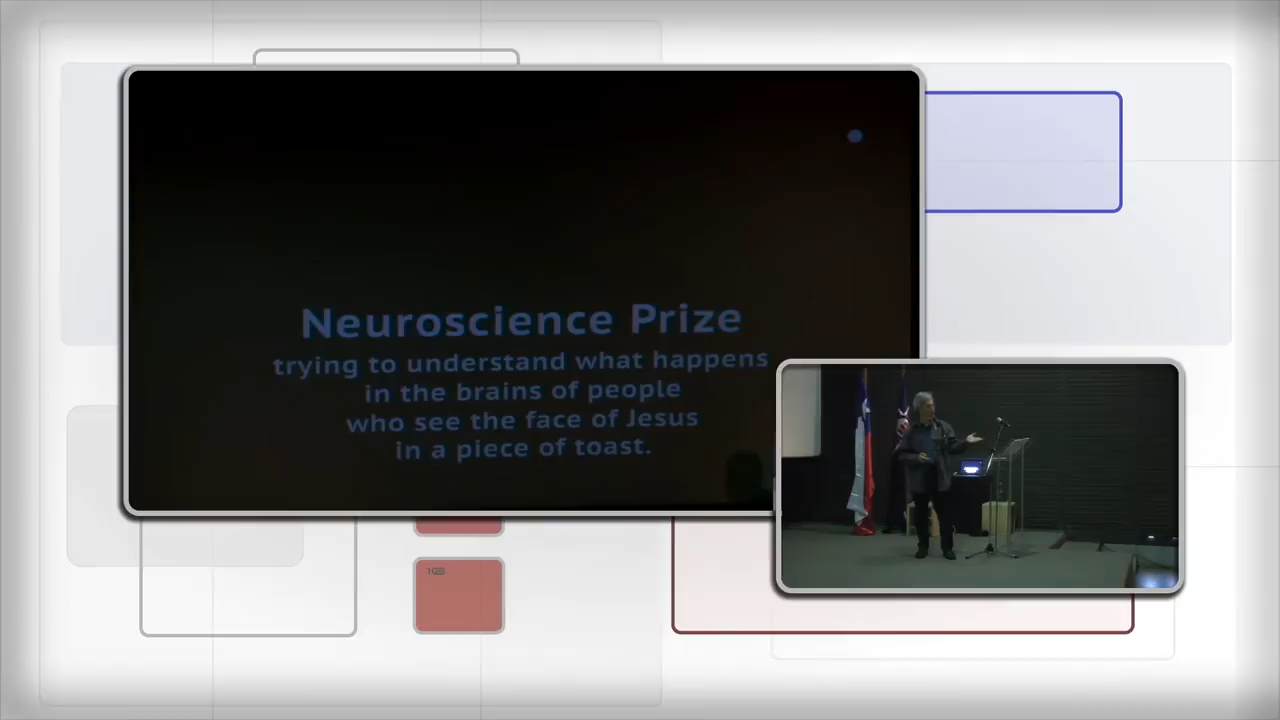 Neuroscience Prize
trying to understand what happens
in the brains of people
who see the face of Jesus
in a piece of toast.